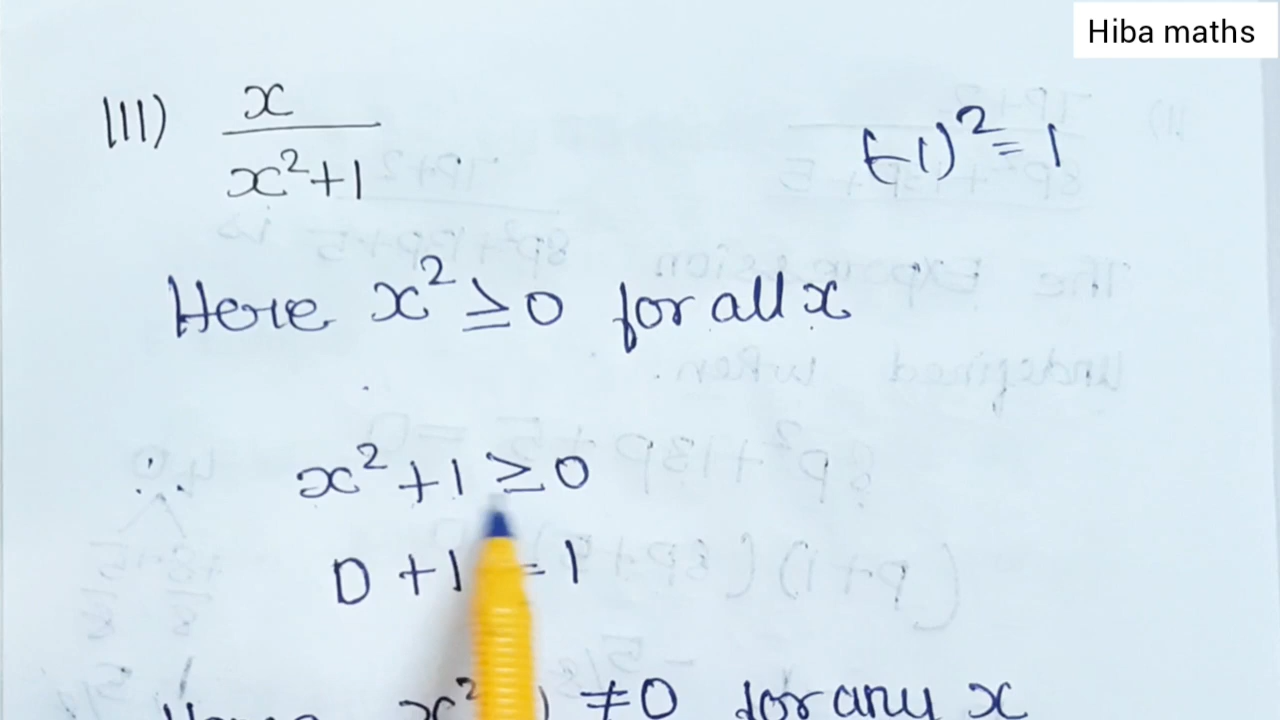 Hiba maths
III) x/(x²+1)
(-1)² = 1
Here x² ≥ 0 for all x
∴ x²+1 ≥ 0
0 + 1 = 1
x² ≠ 0 for any x